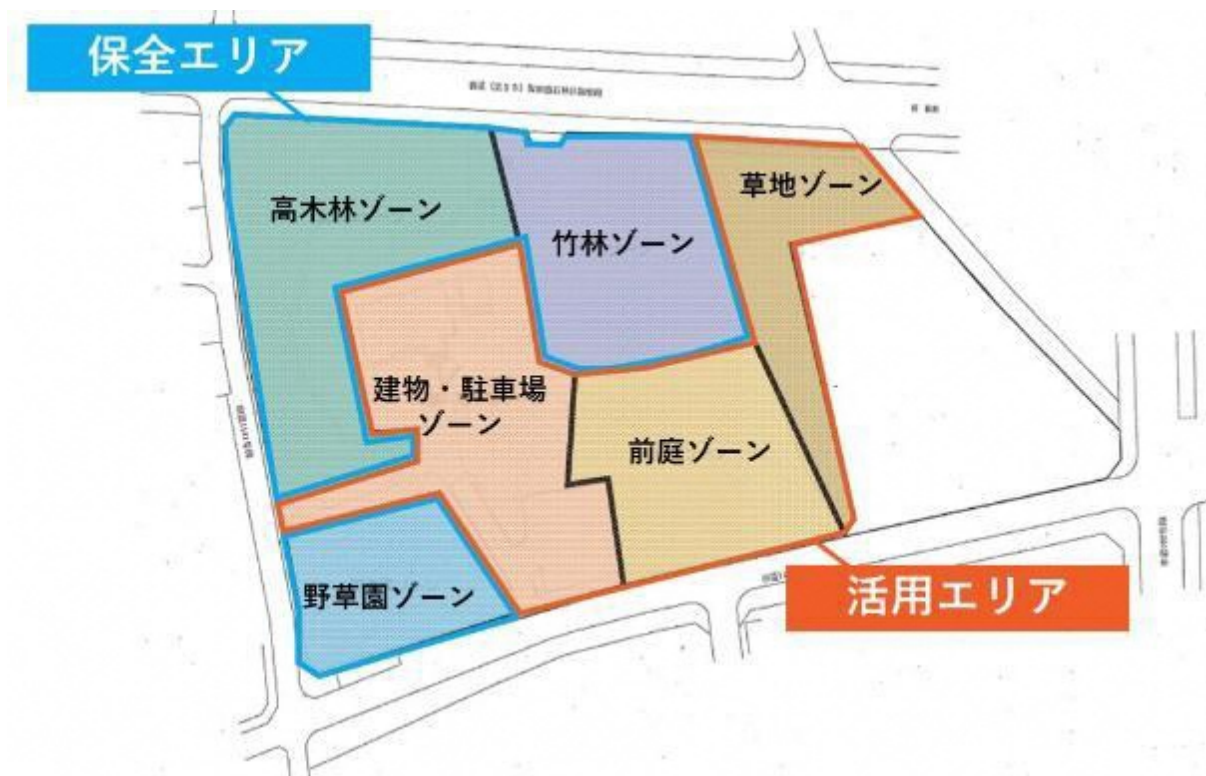 保全エリア
高木林ゾーン
竹林ゾーン
草地ゾーン
建物・駐車場
ゾーン
前庭ゾーン
野草園ゾーン
活用エリア